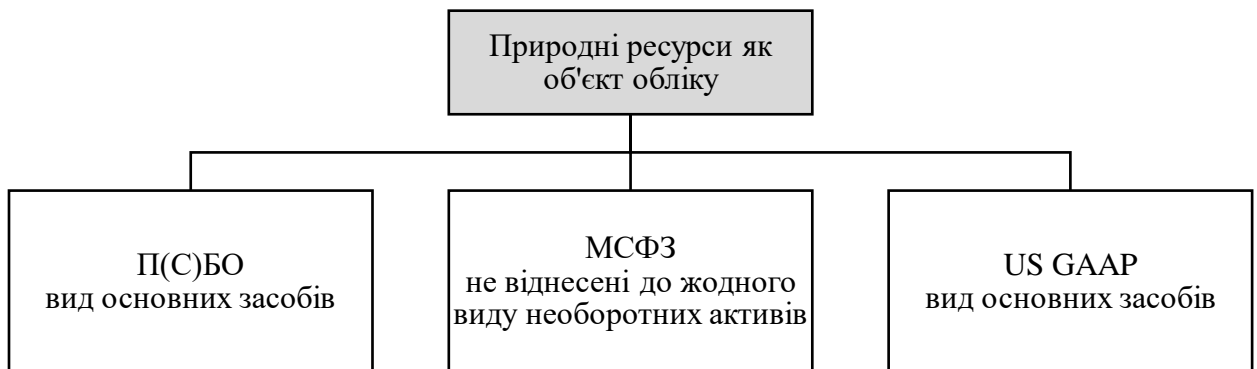 Природні ресурси як
об'єкт обліку
П(С)БО
вид основних засобів
МСФЗ
не віднесені до жодного
виду необоротних активів
US GAAP
вид основних засобів